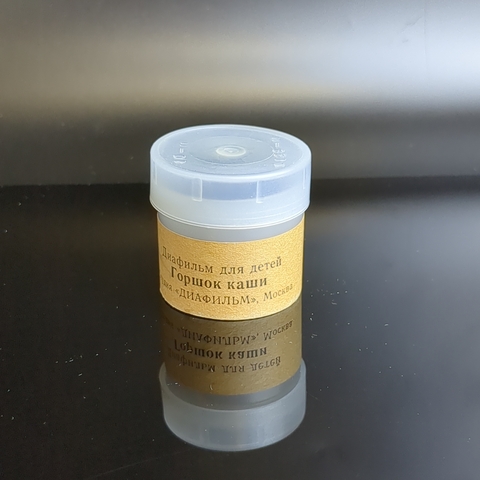 Диафильм для детей
Горшок каши
«ДИАФИЛЬМ», Москва